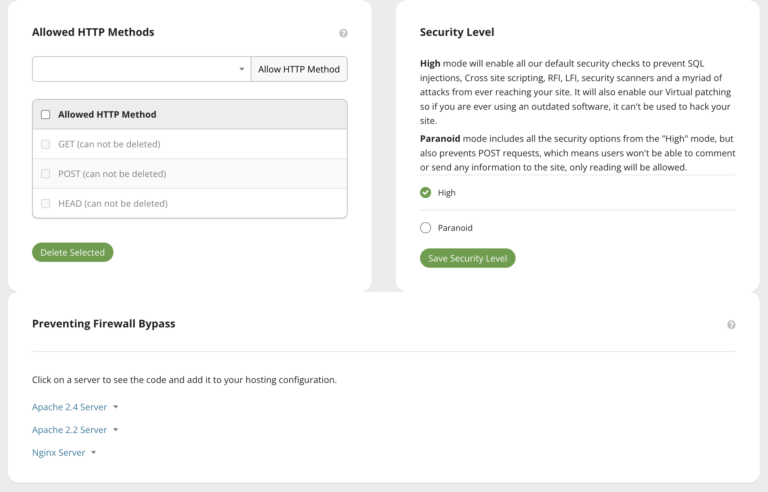 Allowed HTTP Methods
Allow HTTP Method
Allowed HTTP Method
GET (can not be deleted)
POST (can not be deleted)
HEAD (can not be deleted)
Delete Selected
Security Level
High mode will enable all our default security checks to prevent SQL
injections, Cross site scripting, RFI, LFI, security scanners and a myriad of
attacks from ever reaching your site. It will also enable our Virtual patching
so if you are ever using an outdated software, it can't be used to hack your
site.
Paranoid mode includes all the security options from the "High" mode, but
also prevents POST requests, which means users won't be able to comment
or send any information to the site, only reading will be allowed.
High
Paranoid
Save Security Level
Preventing Firewall Bypass
Click on a server to see the code and add it to your hosting configuration.
Apache 2.4 Server
Apache 2.2 Server
Nginx Server